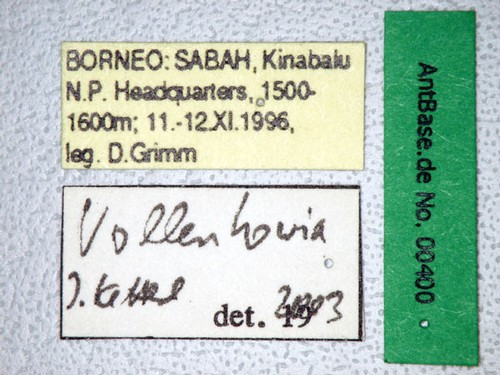 BORNEO: SABAH, Kinabalu
N.P. Headquarters, 1500-
1600m; 11.-12.XI.1996,
leg. D.Grimm
Vollenhovia
det. 2003
AntBase.de No. 00400